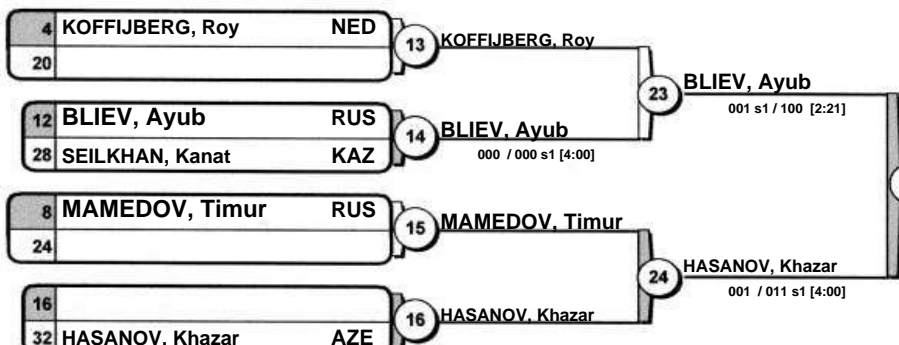 4 KOFFIJBERG, Roy NED
20
13
KOFFIJBERG, Roy
12 BLIEV, Ayub RUS
28 SEILKHAN, Kanat KAZ
14
BLIEV, Ayub
000 / 000 s1 [4:00]
23
BLIEV, Ayub
001 s1 / 100 [2:21]
8 MAMEDOV, Timur RUS
24
15
MAMEDOV, Timur
16
32 HASANOV, Khazar AZE
16
HASANOV, Khazar
24
HASANOV, Khazar
001 / 011 s1 [4:00]